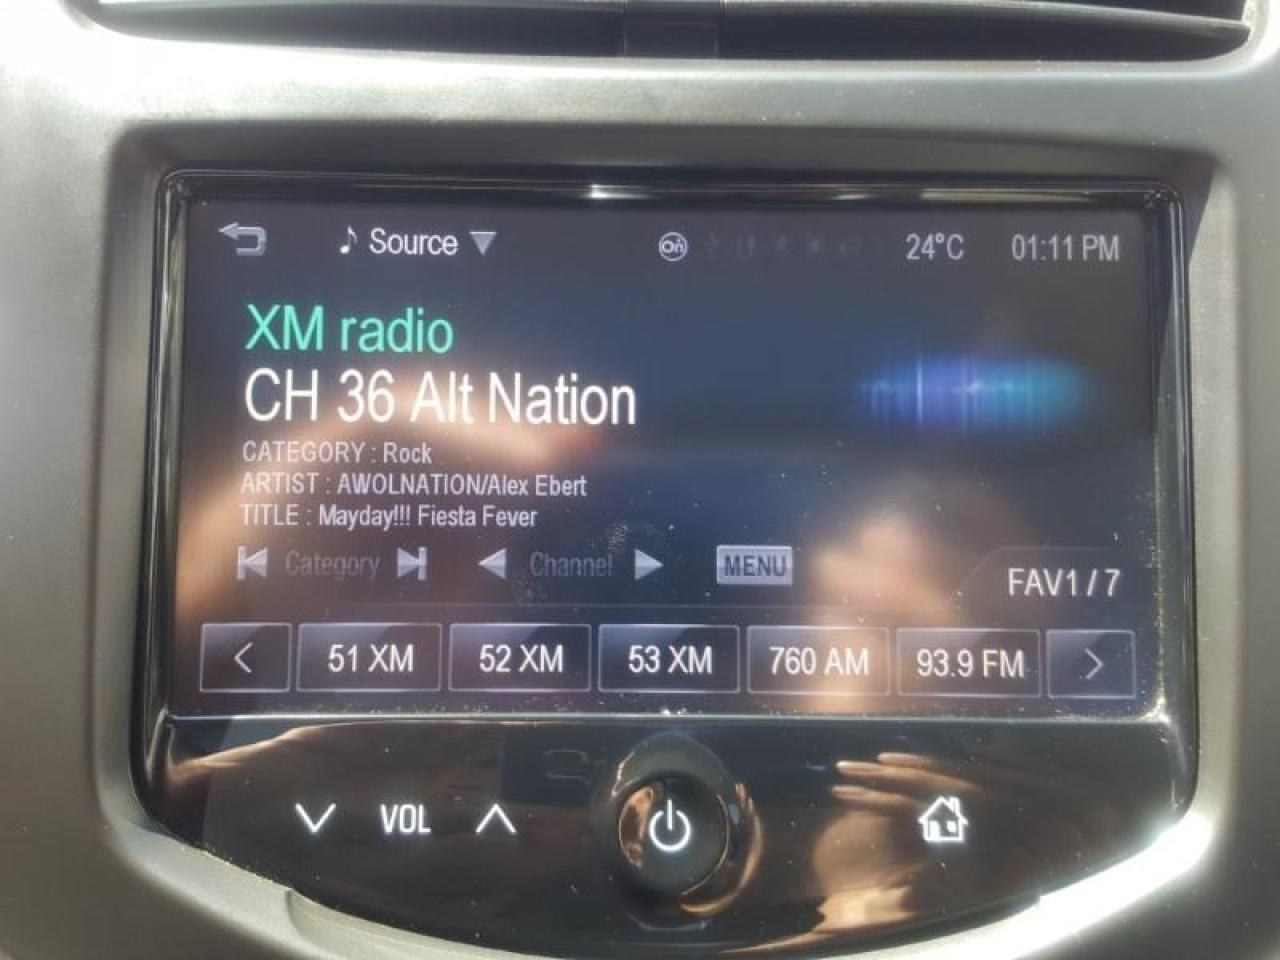 Source On 24°C 01:11 PM
XM radio
CH 36 Alt Nation
CATEGORY : Rock
ARTIST : AWOLNATION/Alex Ebert
TITLE : Mayday!!! Fiesta Fever
Category Channel MENU FAV1 / 7
51 XM 52 XM 53 XM 760 AM 93.9 FM
VOL